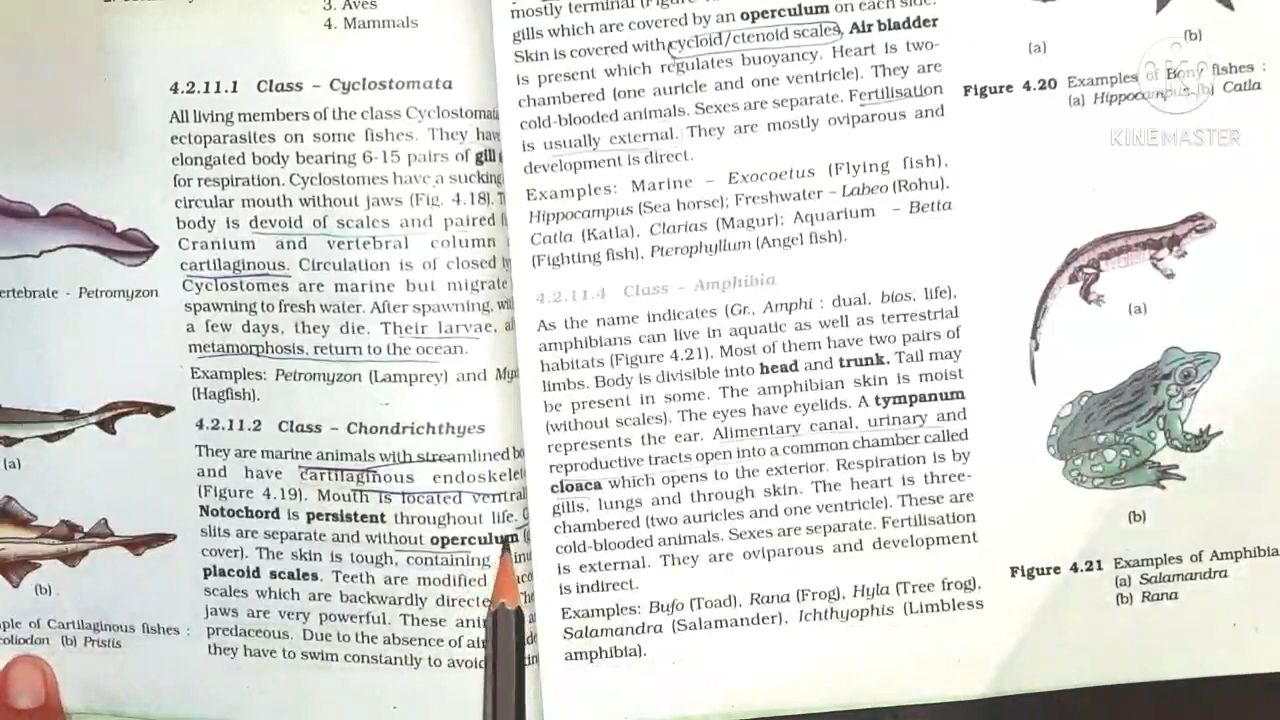 3. Aves
4. Mammals
4.2.11.1 Class – Cyclostomata
All living members of the class
ectoparasites on some fishes. They
elongated body bearing 6-15 pairs of gill
for respiration. Cyclostomes have a
circular mouth without jaws (Fig. 4.18).
body is devoid of scales and paired
Cranium and vertebral column
cartilaginous. Circulation is of closed
Cyclostomes are marine but migrate
spawning to fresh water. After spawning,
a few days, they die. Their larvae,
metamorphosis, return to the ocean.
Examples: Petromyzon (Lamprey) and
(Hagfish).
4.2.11.2 Class – Chondrichthyes
They are marine animals with streamlined
and have cartilaginous
(Figure 4.19). Mouth is located
Notochord is persistent throughout life.
slits are separate and without operculum
cover). The skin is tough, containing
placoid scales. Teeth are modified
scales which are backwardly
jaws are very powerful. These
predaceous. Due to the absence of
they have to swim constantly to avoid
- Petromyzon
(a)
(b)
of Cartilaginous fishes :
(b) Pristis
mostly terminal
gills which are covered by an operculum on each side.
Skin is covered with cycloid/ctenoid scales. Air bladder
is present which regulates buoyancy. Heart is two-
chambered (one auricle and one ventricle). They are
cold-blooded animals. Sexes are separate. Fertilisation
is usually external. They are mostly oviparous and
development is direct.
Examples: Marine – Exocoetus (Flying fish),
Hippocampus (Sea horse); Freshwater – Labeo (Rohu),
Catla (Katla), Clarias (Magur); Aquarium – Betta
(Fighting fish), Pterophyllum (Angel fish).
4.2.11.4 Class – Amphibia
As the name indicates (Gr., Amphi : dual, bios, life),
amphibians can live in aquatic as well as terrestrial
habitats (Figure 4.21). Most of them have two pairs of
limbs. Body is divisible into head and trunk. Tail may
be present in some. The amphibian skin is moist
(without scales). The eyes have eyelids. A tympanum
represents the ear. Alimentary canal, urinary and
reproductive tracts open into a common chamber called
cloaca which opens to the exterior. Respiration is by
gills, lungs and through skin. The heart is three-
chambered (two auricles and one ventricle). These are
cold-blooded animals. Sexes are separate. Fertilisation
is external. They are oviparous and development
is indirect.
Examples: Bufo (Toad), Rana (Frog), Hyla (Tree frog),
Salamandra (Salamander), Ichthyophis (Limbless
amphibia).
(a)
(b)
Figure 4.20 Examples of Bony fishes :
(a) Hippocampus (b) Catla
KINEMASTER
(a)
(b)
Figure 4.21 Examples of Amphibia
(a) Salamandra
(b) Rana